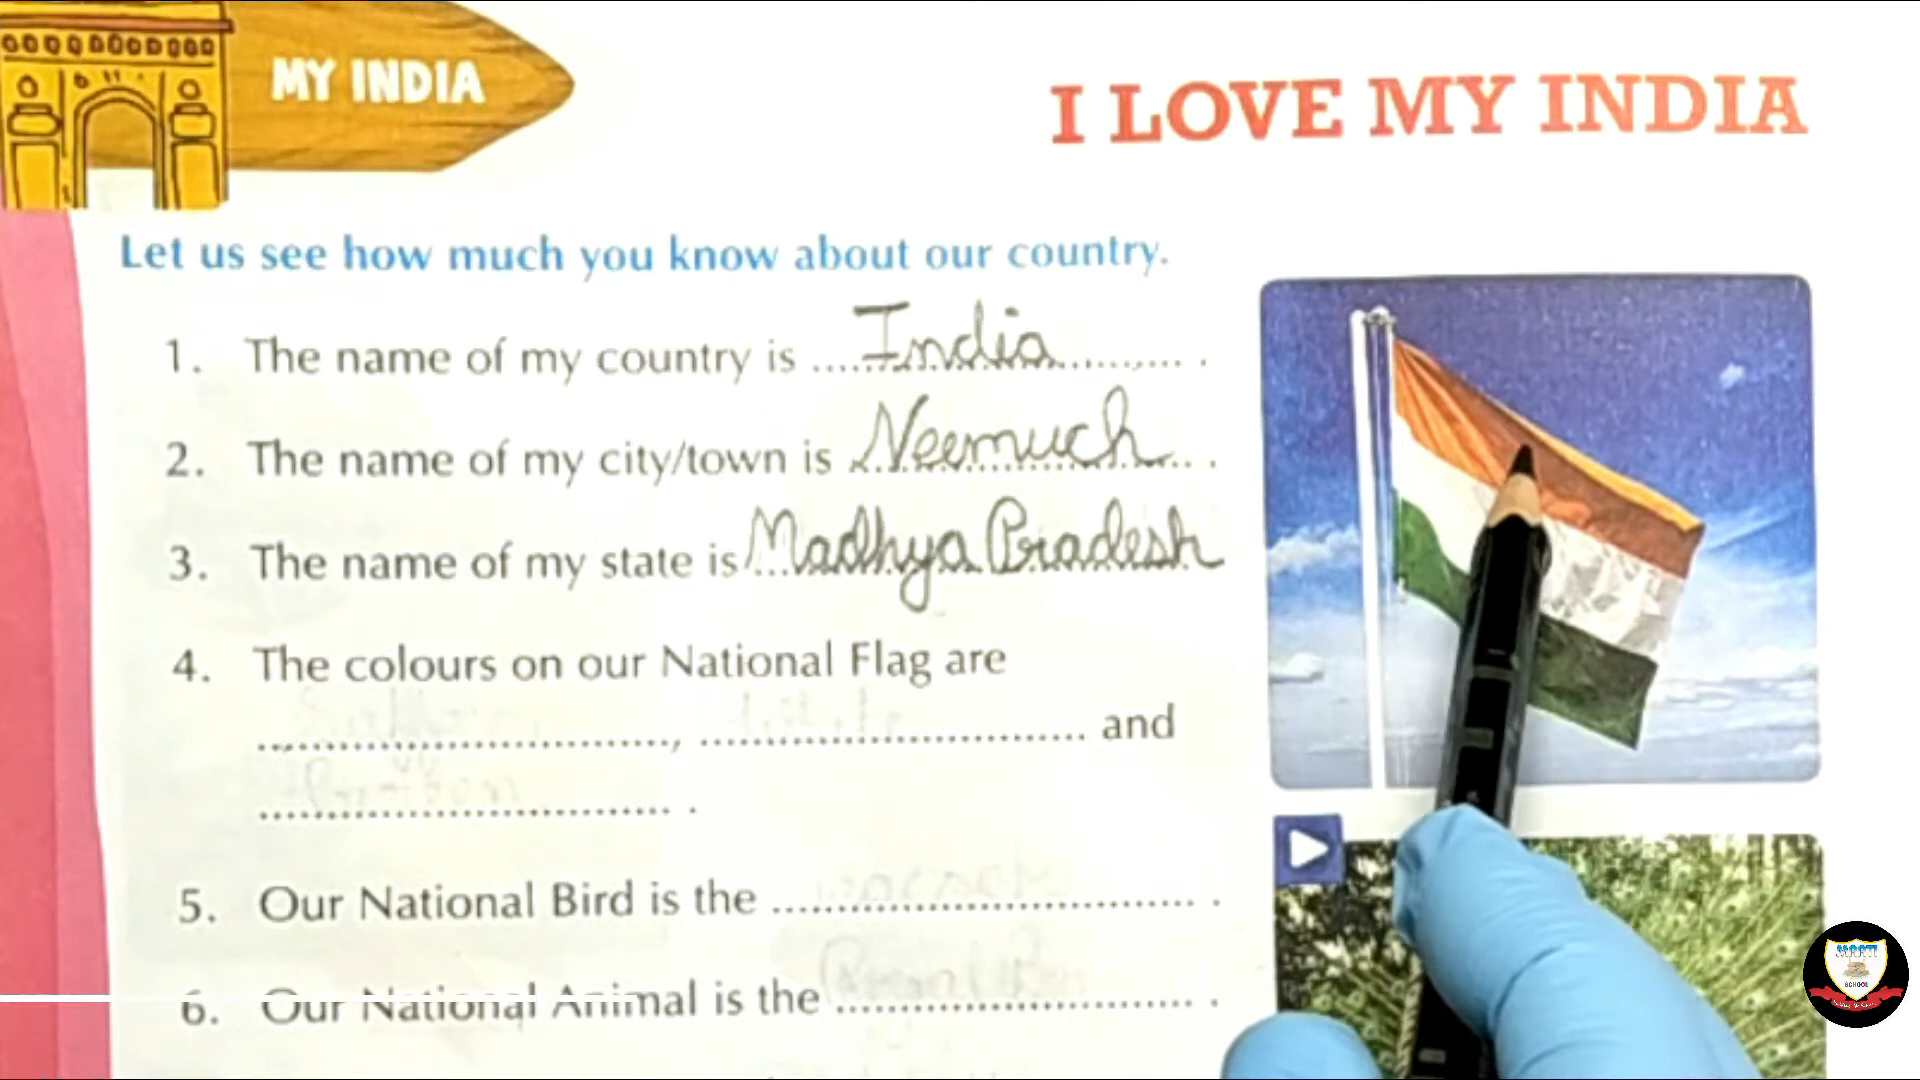 MY INDIA
I LOVE MY INDIA
Let us see how much you know about our country.
1. The name of my country is ....India.... .
2. The name of my city/town is ....Neemuch.... .
3. The name of my state is ....Madhya Pradesh
4. The colours on our National Flag are
...................., .................... and
.................... .
5. Our National Bird is the .................... .
6. Our National Animal is the .................... .
SCHOOL